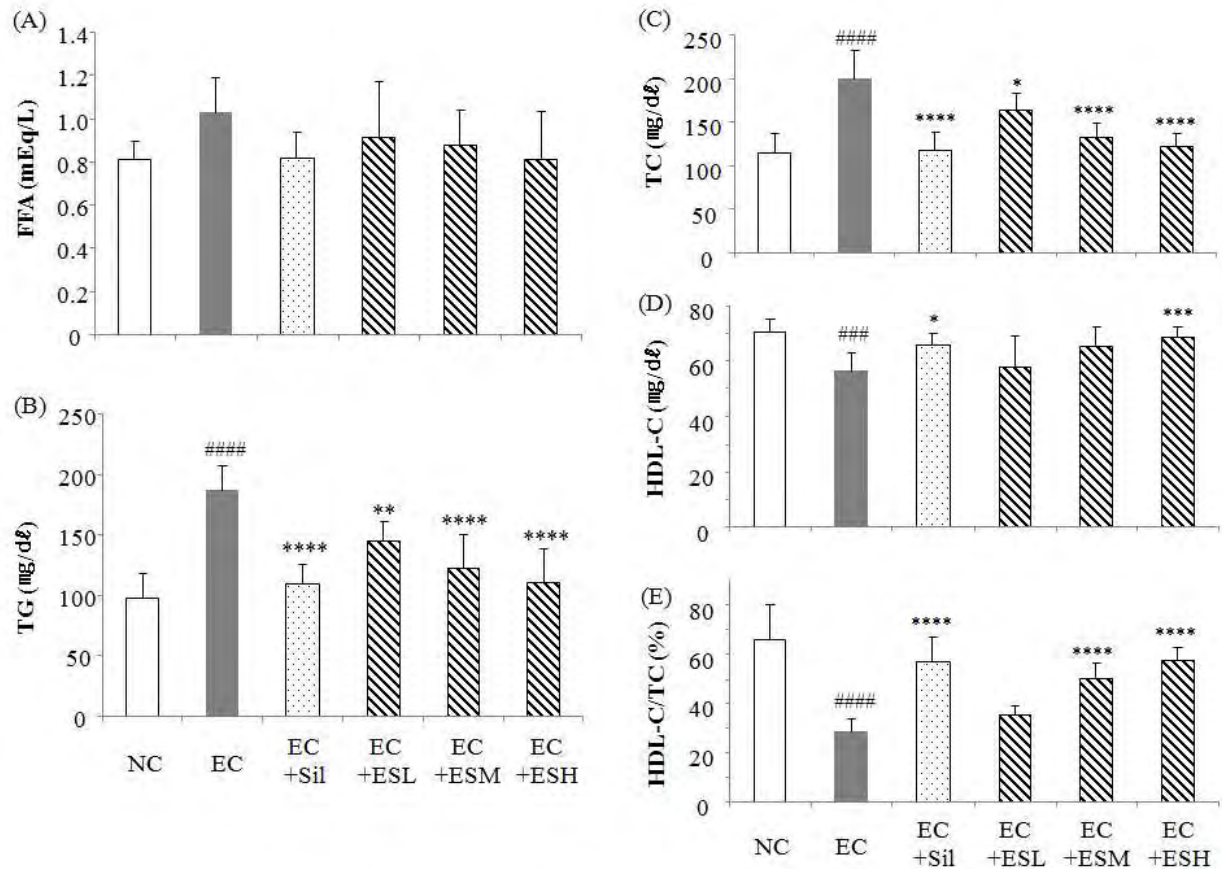 (A)
1.4
1.2
1.0
0.8
0.6
0.4
0.2
0
FFA (mEq/L)
(B)
250
200
150
100
50
0
TG (㎎/dℓ)
####
****
**
****
****
NC
EC
EC
+Sil
EC
+ESL
EC
+ESM
EC
+ESH
(C)
250
200
150
100
50
0
TC (㎎/dℓ)
####
****
*
****
****
(D)
80
60
40
20
0
HDL-C (㎎/dℓ)
###
*
***
(E)
80
60
40
20
0
HDL-C/TC (%)
####
****
****
****
NC
EC
EC
+Sil
EC
+ESL
EC
+ESM
EC
+ESH